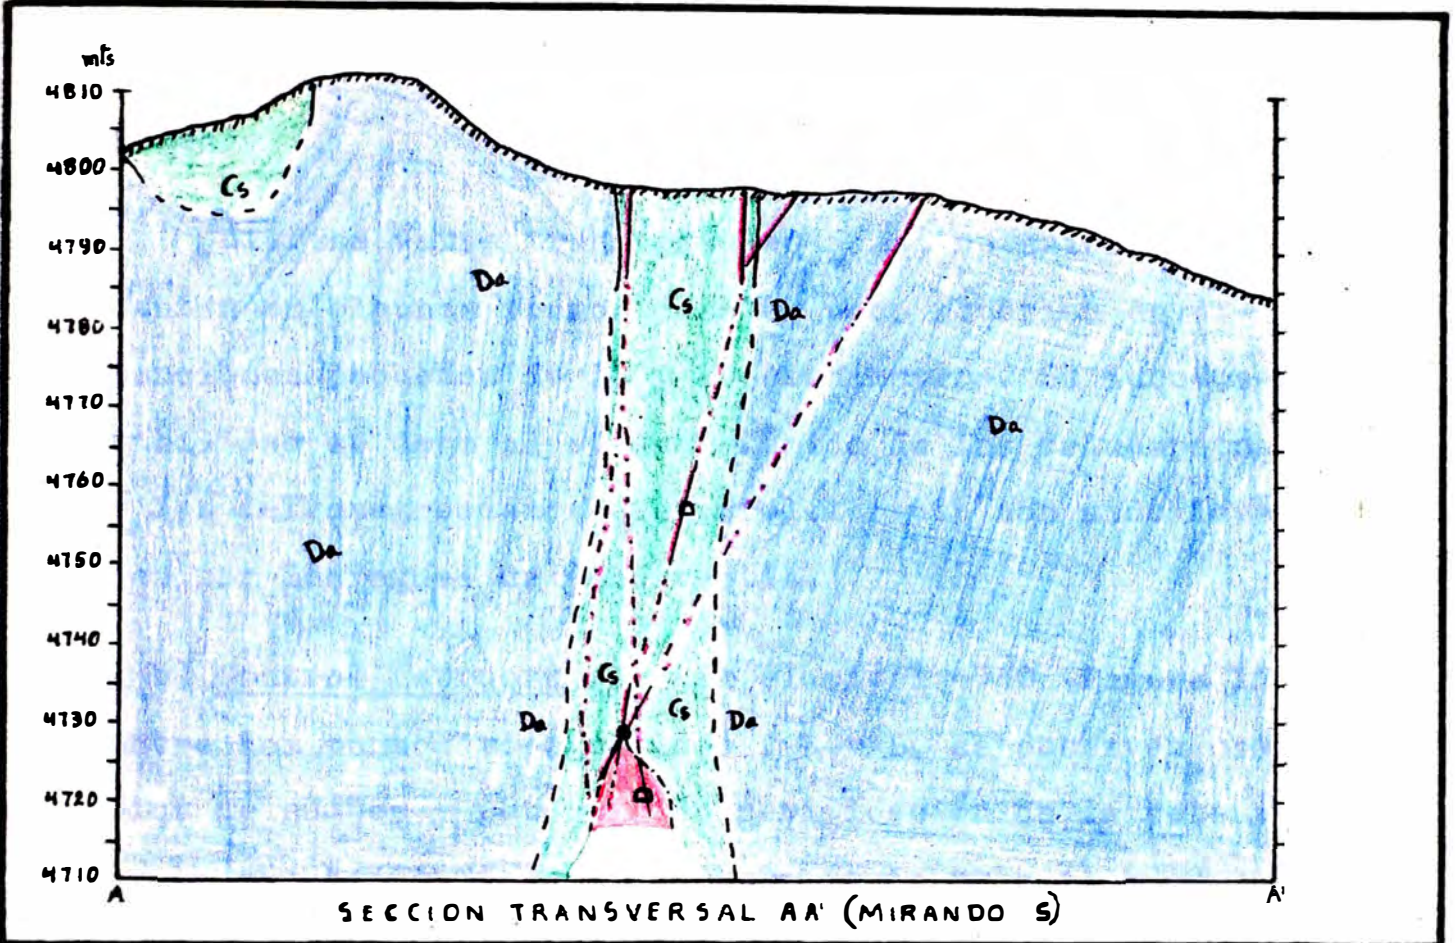 mts
4810
4800
Cs
4790
Da
Cs
4780
Da
4770
Da
4760
4750
Da
4740
Cs
Cs
4730
Da
Da
4720
4710
A
A'
SECCION TRANSVERSAL AA' (MIRANDO S)